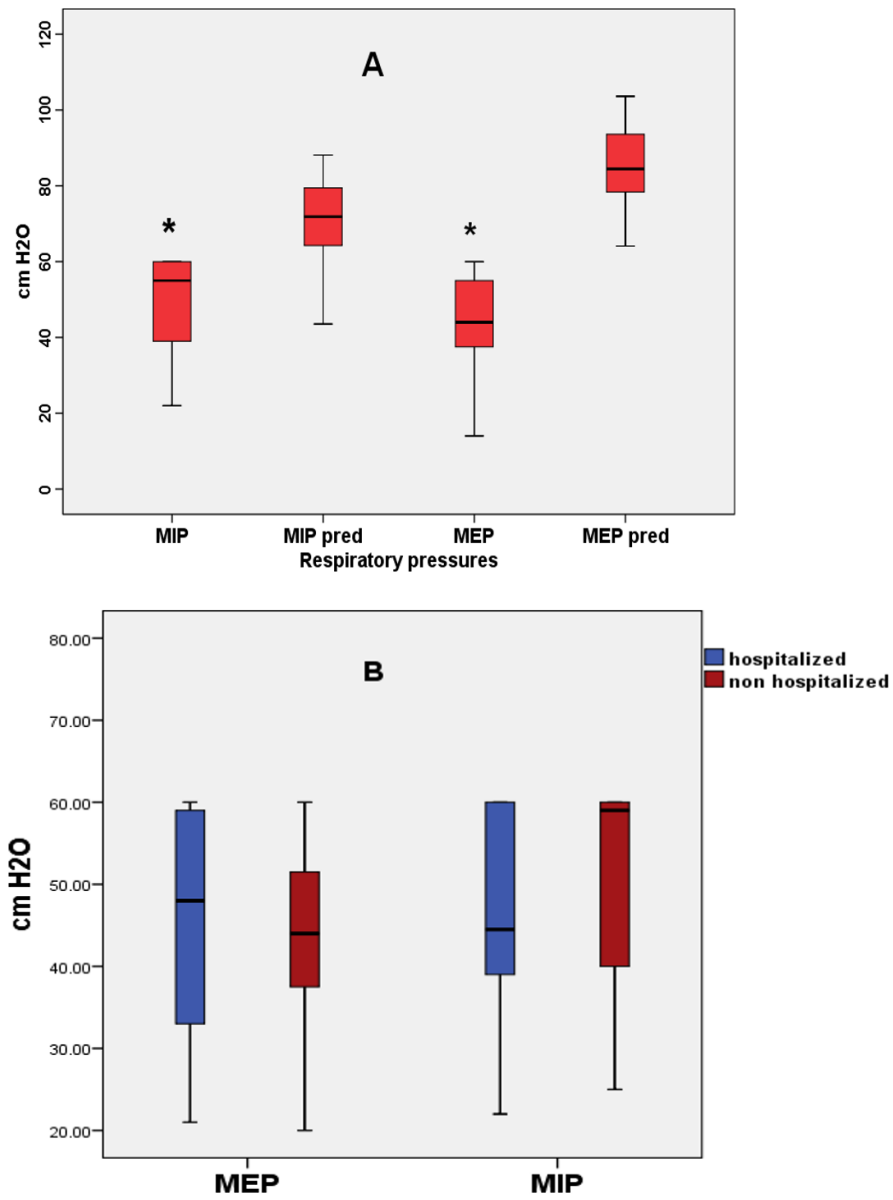 A
120
100
80
60
40
20
0
cm H2O
*
*
MIP MIP pred MEP MEP pred
Respiratory pressures
B
hospitalized
non hospitalized
80.00
70.00
60.00
50.00
40.00
30.00
20.00
cm H2O
MEP MIP